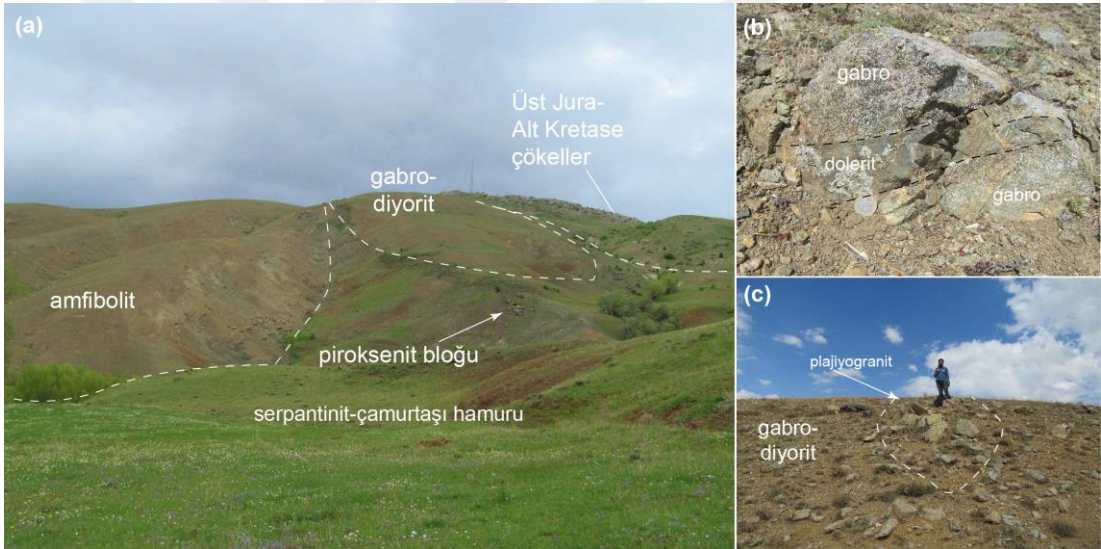 (a)
Üst Jura-
Alt Kretase
çökeller
gabro-
diyorit
amfibolit
piroksenit bloğu
serpantinit-çamurtaşı hamuru
(b)
gabro
dolerit
gabro
(c)
plajiyogranit
gabro-
diyorit